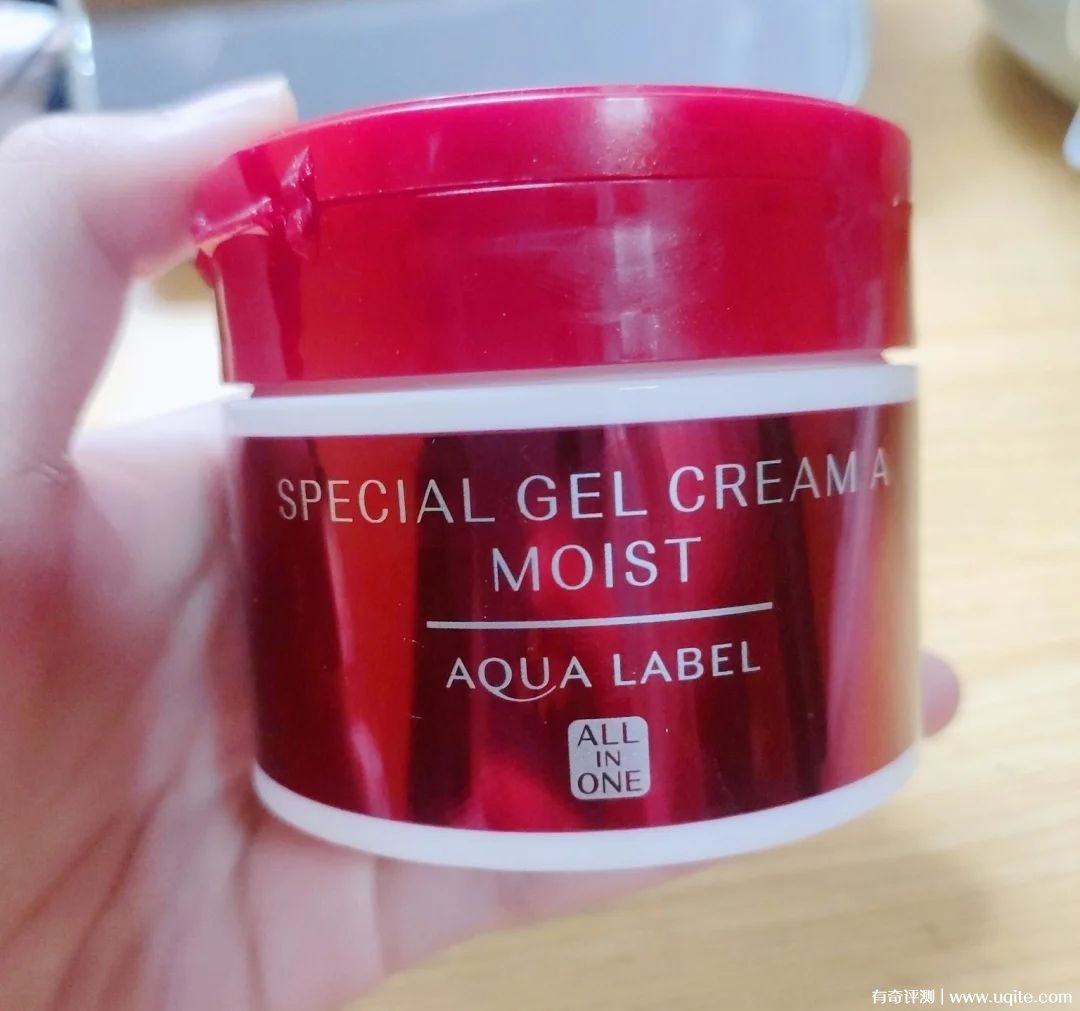 SPECIAL GEL CREAM A
MOIST
AQUA LABEL
ALL
IN
ONE
有奇评测 | www.uqite.com